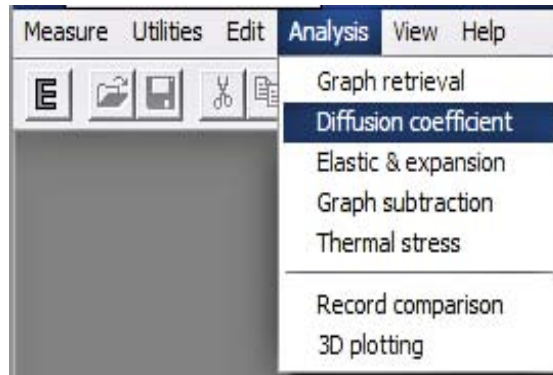 Measure Utilities Edit Analysis View Help
E
Graph retrieval
Diffusion coefficient
Elastic & expansion
Graph subtraction
Thermal stress
Record comparison
3D plotting